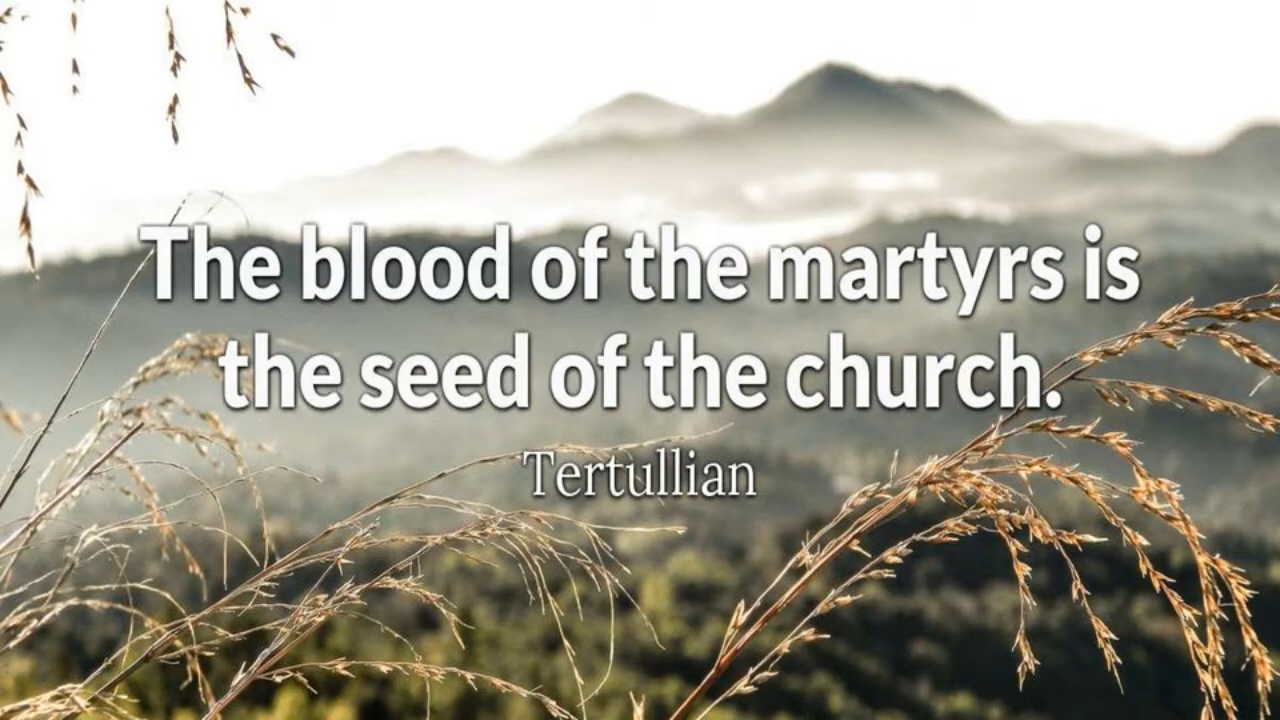 The blood of the martyrs is
the seed of the church.
Tertullian